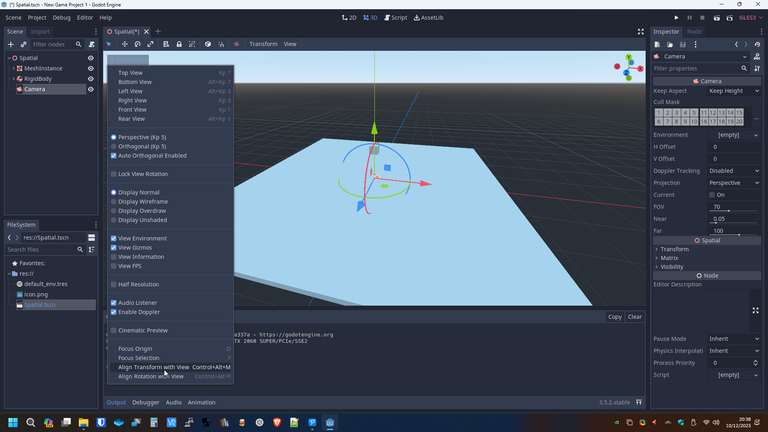 (*) Spatial.tscn - New Game Project 1 - Godot Engine
Scene Project Debug Editor Help
2D 3D Script AssetLib
GLES3
Scene Import
Filter nodes
Spatial
MeshInstance
RigidBody
Camera
Spatial(*)
Transform View
Top View Kp 7
Bottom View Alt+Kp 7
Left View Alt+Kp 3
Right View Kp 3
Front View Kp 1
Rear View Alt+Kp 1
Perspective (Kp 5)
Orthogonal (Kp 5)
Auto Orthogonal Enabled
Lock View Rotation
Display Normal
Display Wireframe
Display Overdraw
Display Unshaded
View Environment
View Gizmos
View Information
View FPS
Half Resolution
Audio Listener
Enable Doppler
Cinematic Preview
Focus Origin O
Focus Selection F
Align Transform with View Control+Alt+M
Align Rotation with View Control+Alt+F
FileSystem
res://Spatial.tscn
Search files
Favorites:
res://
default_env.tres
icon.png
Spatial.tscn
Copy Clear
a337a - https://godotengine.org
TX 2060 SUPER/PCIe/SSE2
Output Debugger Audio Animation
3.5.2.stable
Inspector Node
Camera
Filter properties
Camera
Keep Aspect Keep Height
Cull Mask
1 2 3 4 5 11 12 13 14 15
6 7 8 9 10 16 17 18 19 20
Environment [empty]
H Offset 0
V Offset 0
Doppler Tracking Disabled
Projection Perspective
Current On
FOV 70
Near 0.05
Far 100
Spatial
Transform
Matrix
Visibility
Node
Editor Description
Pause Mode Inherit
Physics Interpolati Inherit
Process Priority 0
Script [empty]
20:38
10/12/2023